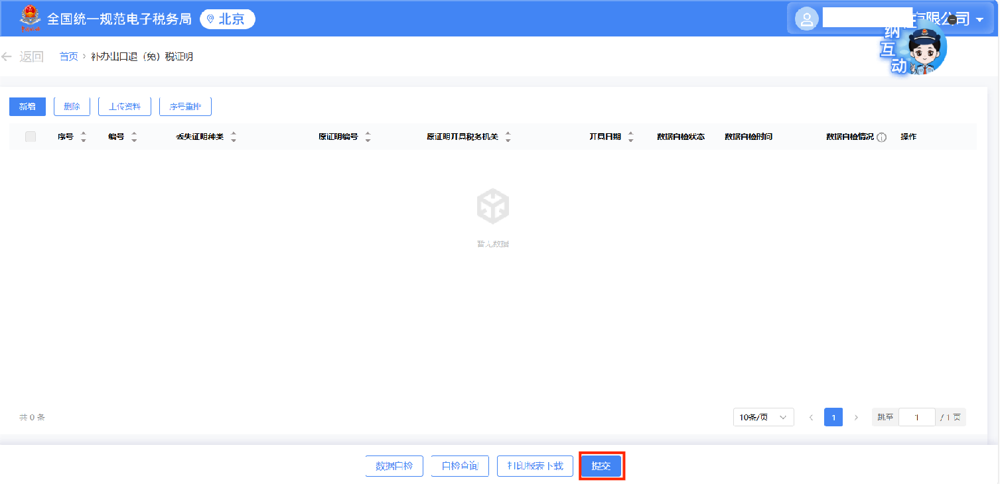 全国统一规范电子税务局
北京
有限公司
纳
互
动
返回 首页 > 补办出口退（免）税证明
新增 删除 上传资料 序号重排
序号 编号 丢失证明种类 原证明编号 原证明开具税务机关 开具日期 数据自检状态 数据自检时间 数据自检情况 操作
暂无数据
共 0 条 10条/页 1 跳至 1 / 1 页
数据自检 自检查询 打印报表下载 提交